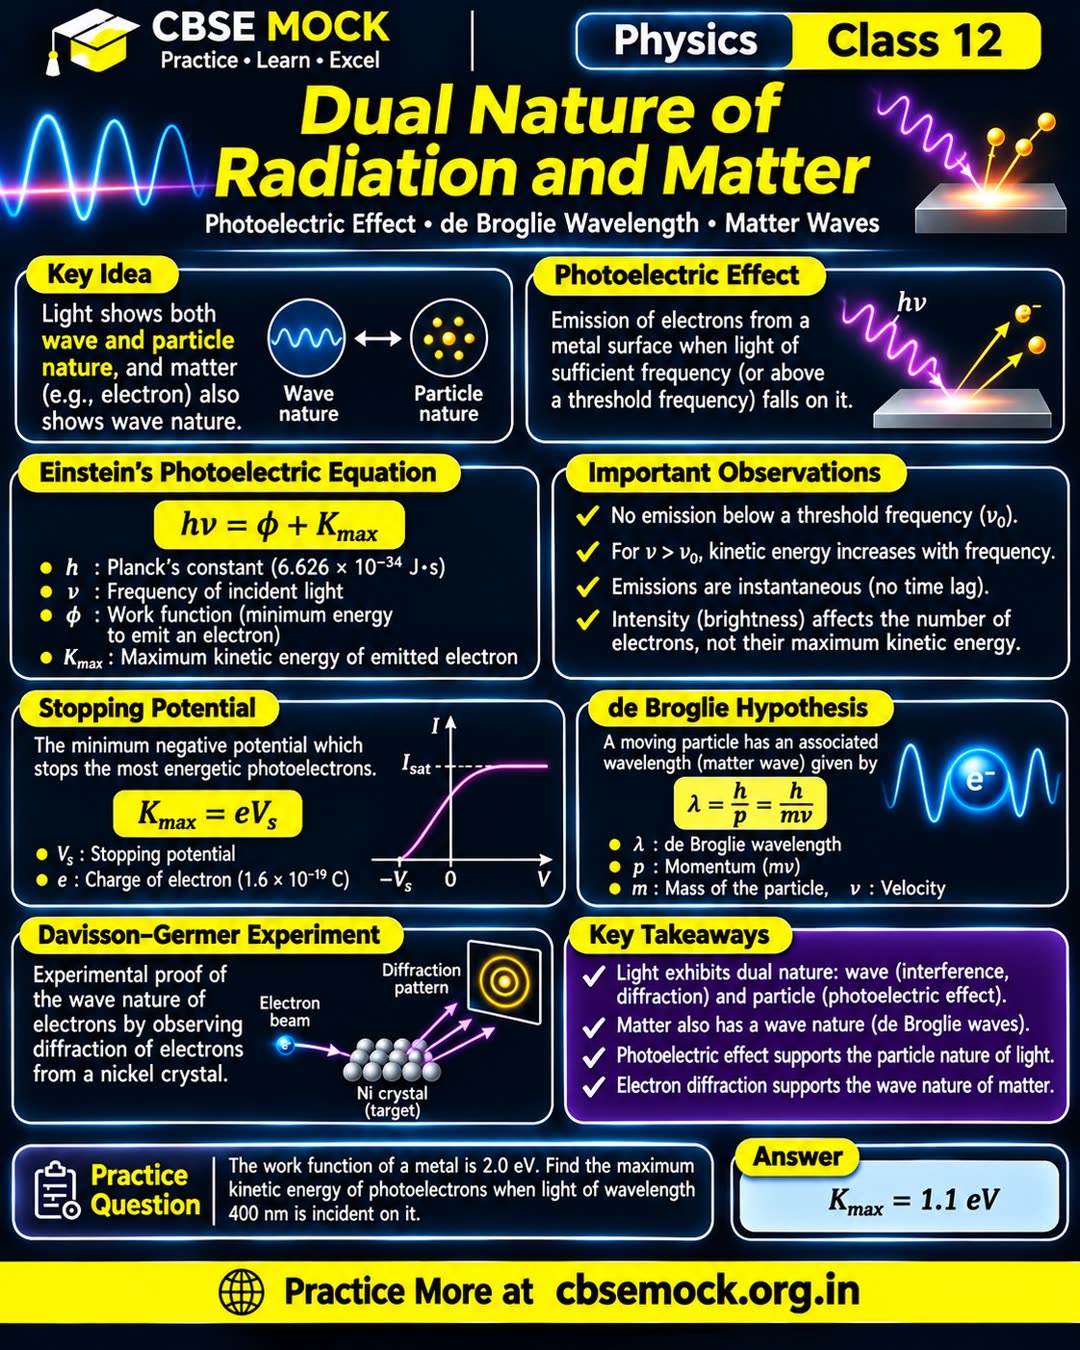 CBSE MOCK
Practice • Learn • Excel
Physics
Class 12
Dual Nature of
Radiation and Matter
Photoelectric Effect • de Broglie Wavelength • Matter Waves
Key Idea
Light shows both
wave and particle
nature, and matter
(e.g., electron) also
shows wave nature.
Wave
nature
Particle
nature
Photoelectric Effect
Emission of electrons from a
metal surface when light of
sufficient frequency (or above
a threshold frequency) falls on it.
hν
e⁻
Einstein's Photoelectric Equation
hν = ϕ + Kmax
h : Planck's constant (6.626 × 10⁻³⁴ J·s)
ν : Frequency of incident light
ϕ : Work function (minimum energy
to emit an electron)
Kmax : Maximum kinetic energy of emitted electron
Important Observations
No emission below a threshold frequency (ν₀).
For ν > ν₀, kinetic energy increases with frequency.
Emissions are instantaneous (no time lag).
Intensity (brightness) affects the number of
electrons, not their maximum kinetic energy.
Stopping Potential
The minimum negative potential which
stops the most energetic photoelectrons.
Kmax = eVs
Vs : Stopping potential
e : Charge of electron (1.6 × 10⁻¹⁹ C)
I
Isat
−Vs 0 V
de Broglie Hypothesis
A moving particle has an associated
wavelength (matter wave) given by
λ = h/p = h/mv
λ : de Broglie wavelength
p : Momentum (mv)
m : Mass of the particle, v : Velocity
e⁻
Davisson–Germer Experiment
Experimental proof of
the wave nature of
electrons by observing
diffraction of electrons
from a nickel crystal.
Electron
beam
e⁻
Diffraction
pattern
Ni crystal
(target)
Key Takeaways
Light exhibits dual nature: wave (interference,
diffraction) and particle (photoelectric effect).
Matter also has a wave nature (de Broglie waves).
Photoelectric effect supports the particle nature of light.
Electron diffraction supports the wave nature of matter.
Practice
Question
The work function of a metal is 2.0 eV. Find the maximum
kinetic energy of photoelectrons when light of wavelength
400 nm is incident on it.
Answer
Kmax = 1.1 eV
Practice More at cbsemock.org.in